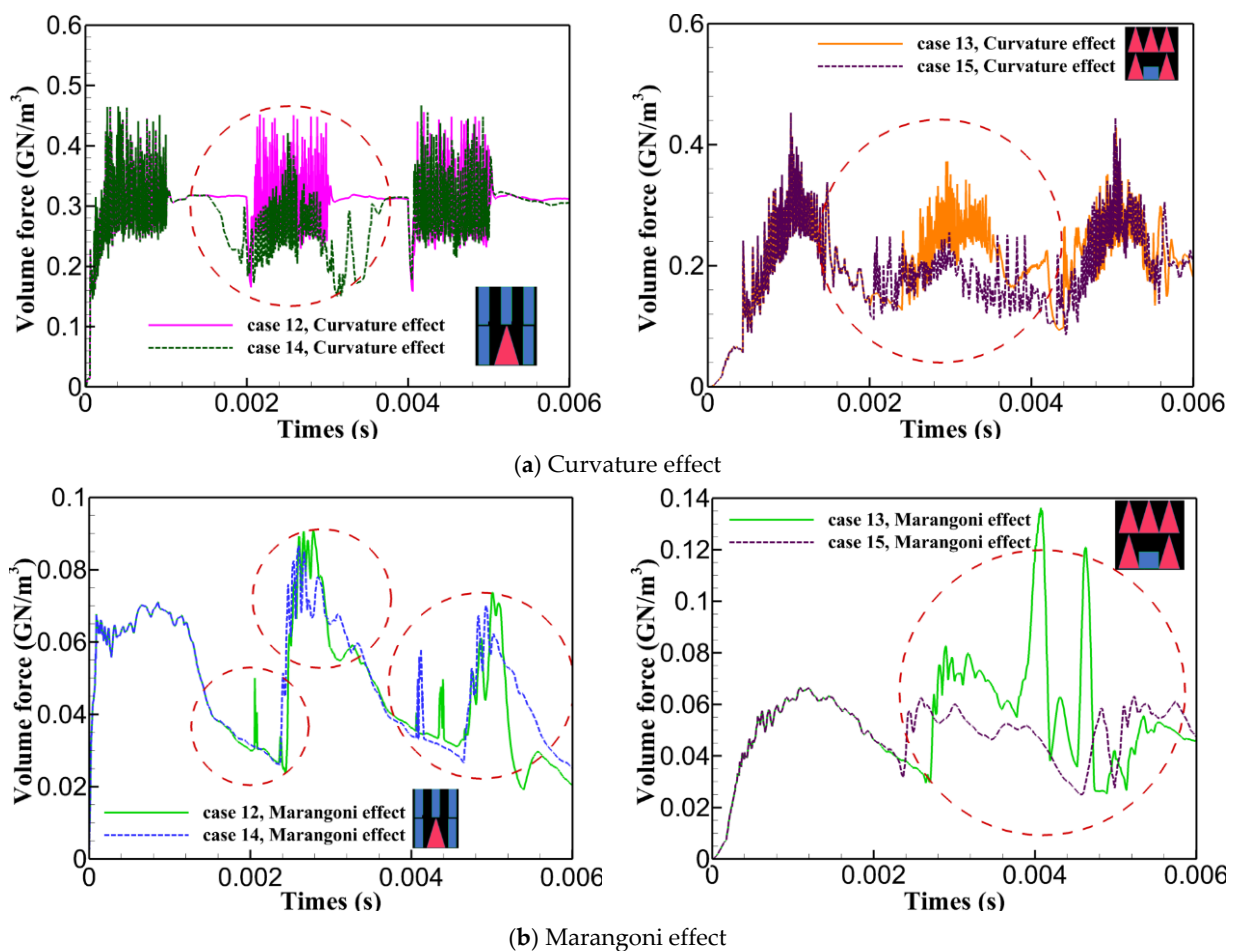 0.6
0.5
0.4
0.3
0.2
0.1
0
Volume force (GN/m³)
case 12, Curvature effect
case 14, Curvature effect
0 0.002 0.004 0.006
Times (s)
0.6
0.4
0.2
0
Volume force (GN/m³)
case 13, Curvature effect
case 15, Curvature effect
0 0.002 0.004 0.006
Times (s)
(a) Curvature effect
0.1
0.08
0.06
0.04
0.02
0
Volume force (GN/m³)
case 12, Marangoni effect
case 14, Marangoni effect
0 0.002 0.004 0.006
Times (s)
0.14
0.12
0.1
0.08
0.06
0.04
0.02
0
Volume force (GN/m³)
case 13, Marangoni effect
case 15, Marangoni effect
0 0.002 0.004 0.006
Times (s)
(b) Marangoni effect